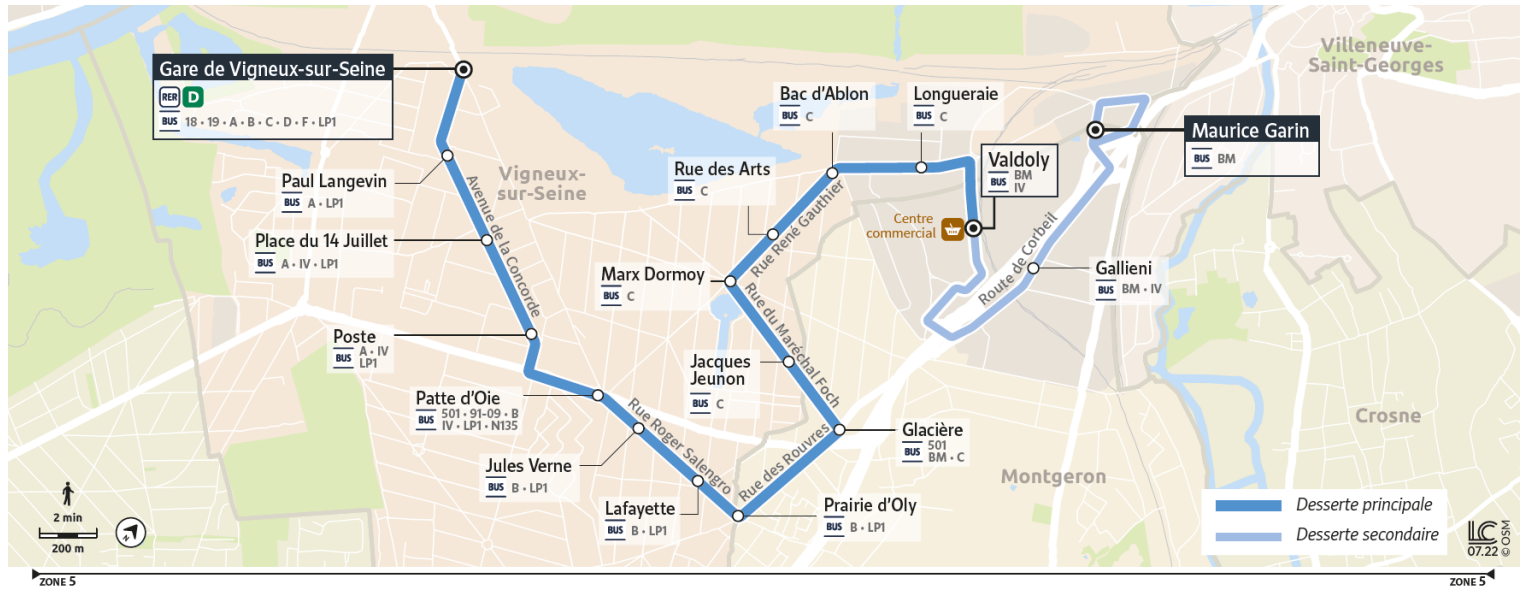 Gare de Vigneux-sur-Seine
RER D
BUS 18 • 19 • A • B • C • D • F • LP1
Paul Langevin
BUS A • LP1
Place du 14 Juillet
BUS A • IV • LP1
Poste
BUS A • IV
LP1
Patte d'Oie
BUS 501 • 91-09 • B
IV • LP1 • N135
Jules Verne
BUS B • LP1
Lafayette
BUS B • LP1
Prairie d'Oly
BUS B • LP1
Glacière
BUS 501
BM • C
Jacques
Jeunon
BUS C
Marx Dormoy
BUS C
Rue des Arts
BUS C
Bac d'Ablon
BUS C
Longueraie
BUS C
Valdoly
BUS BM
IV
Centre
commercial
Gallieni
BUS BM • IV
Maurice Garin
BUS BM
Avenue de la Concorde
Rue Roger Salengro
Rue des Rouvres
Rue du Maréchal Foch
Rue René Gauthier
Route de Corbeil
Vigneux-
sur-Seine
Villeneuve-
Saint-Georges
Crosne
Montgeron
Desserte principale
Desserte secondaire
2 min
200 m
N
LC
07.22
© OSM
ZONE 5
ZONE 5